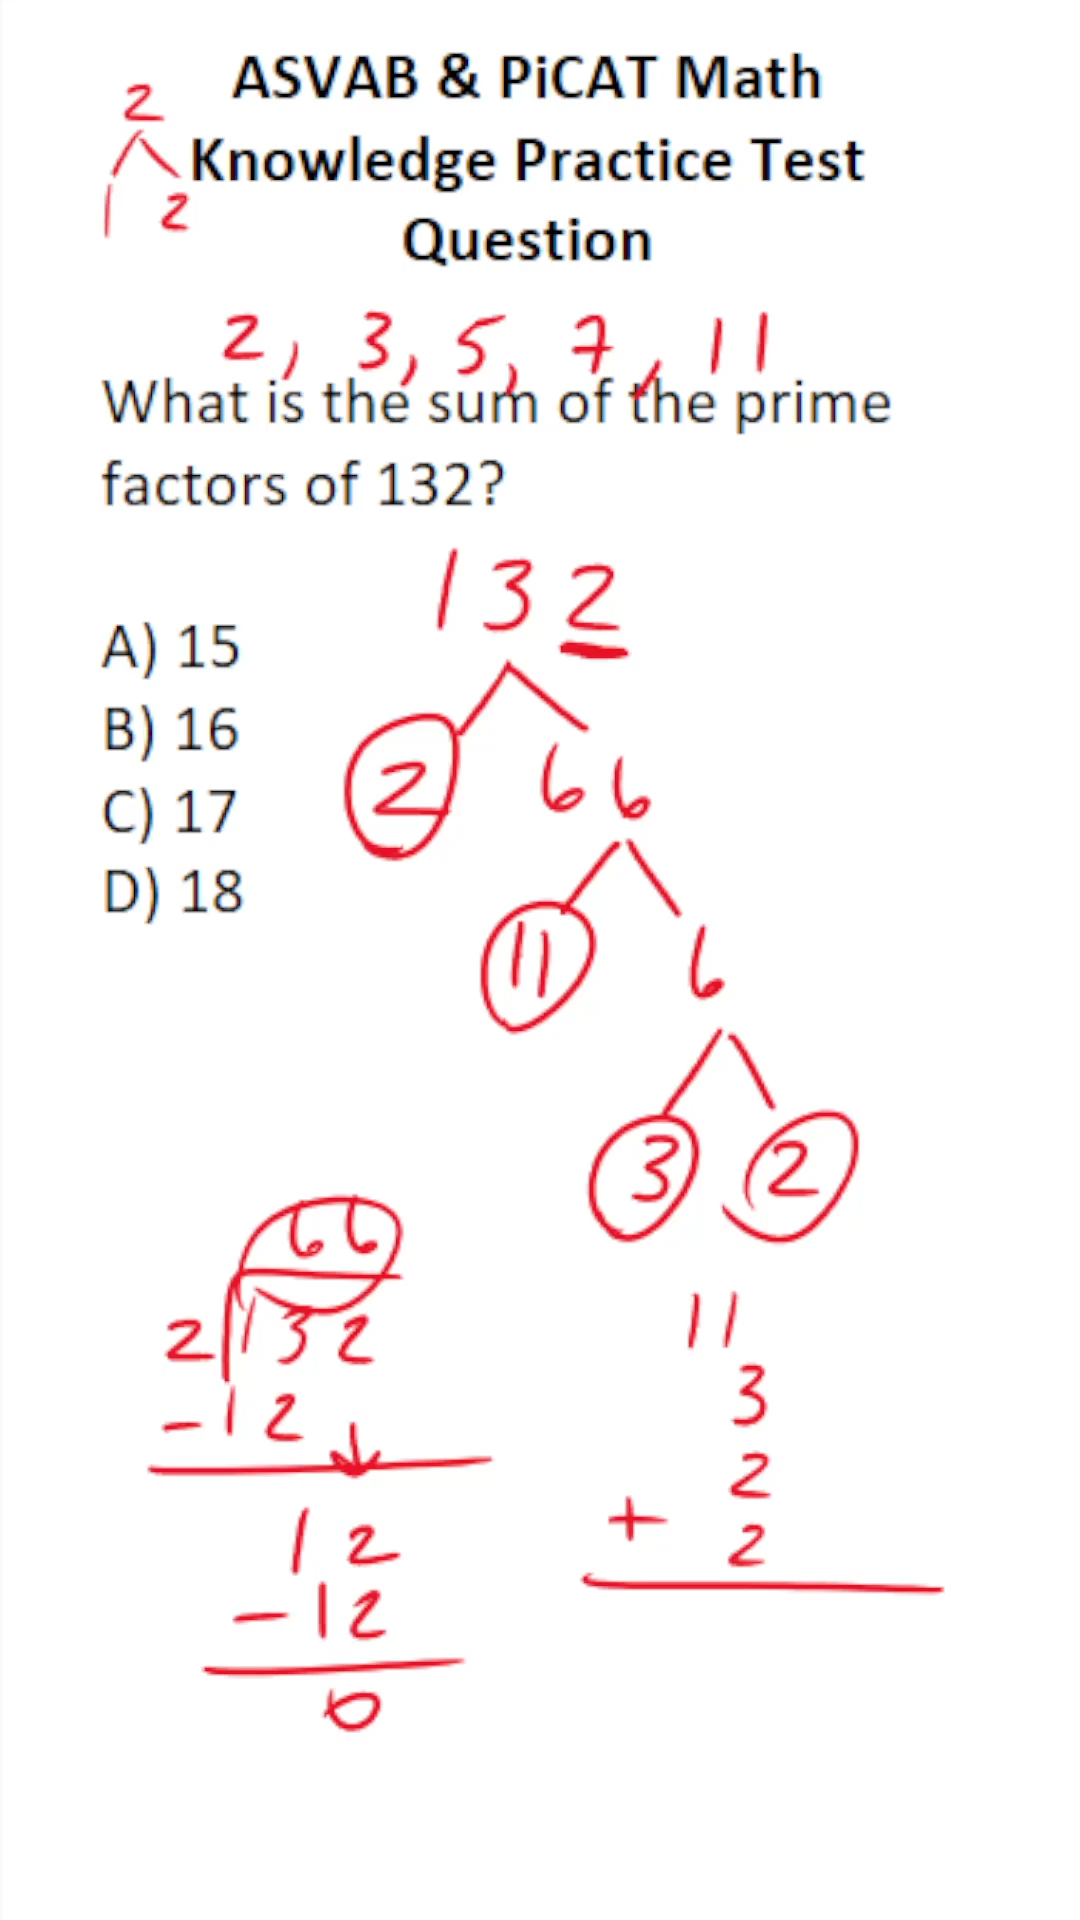 ASVAB & PiCAT Math
2
Knowledge Practice Test
1 2
Question
2, 3, 5, 7, 11
What is the sum of the prime
factors of 132?
132
A) 15
B) 16
C) 17
D) 18
2 66
11 6
3 2
66
2 132
-12
12
-12
0
11
3
2
+ 2